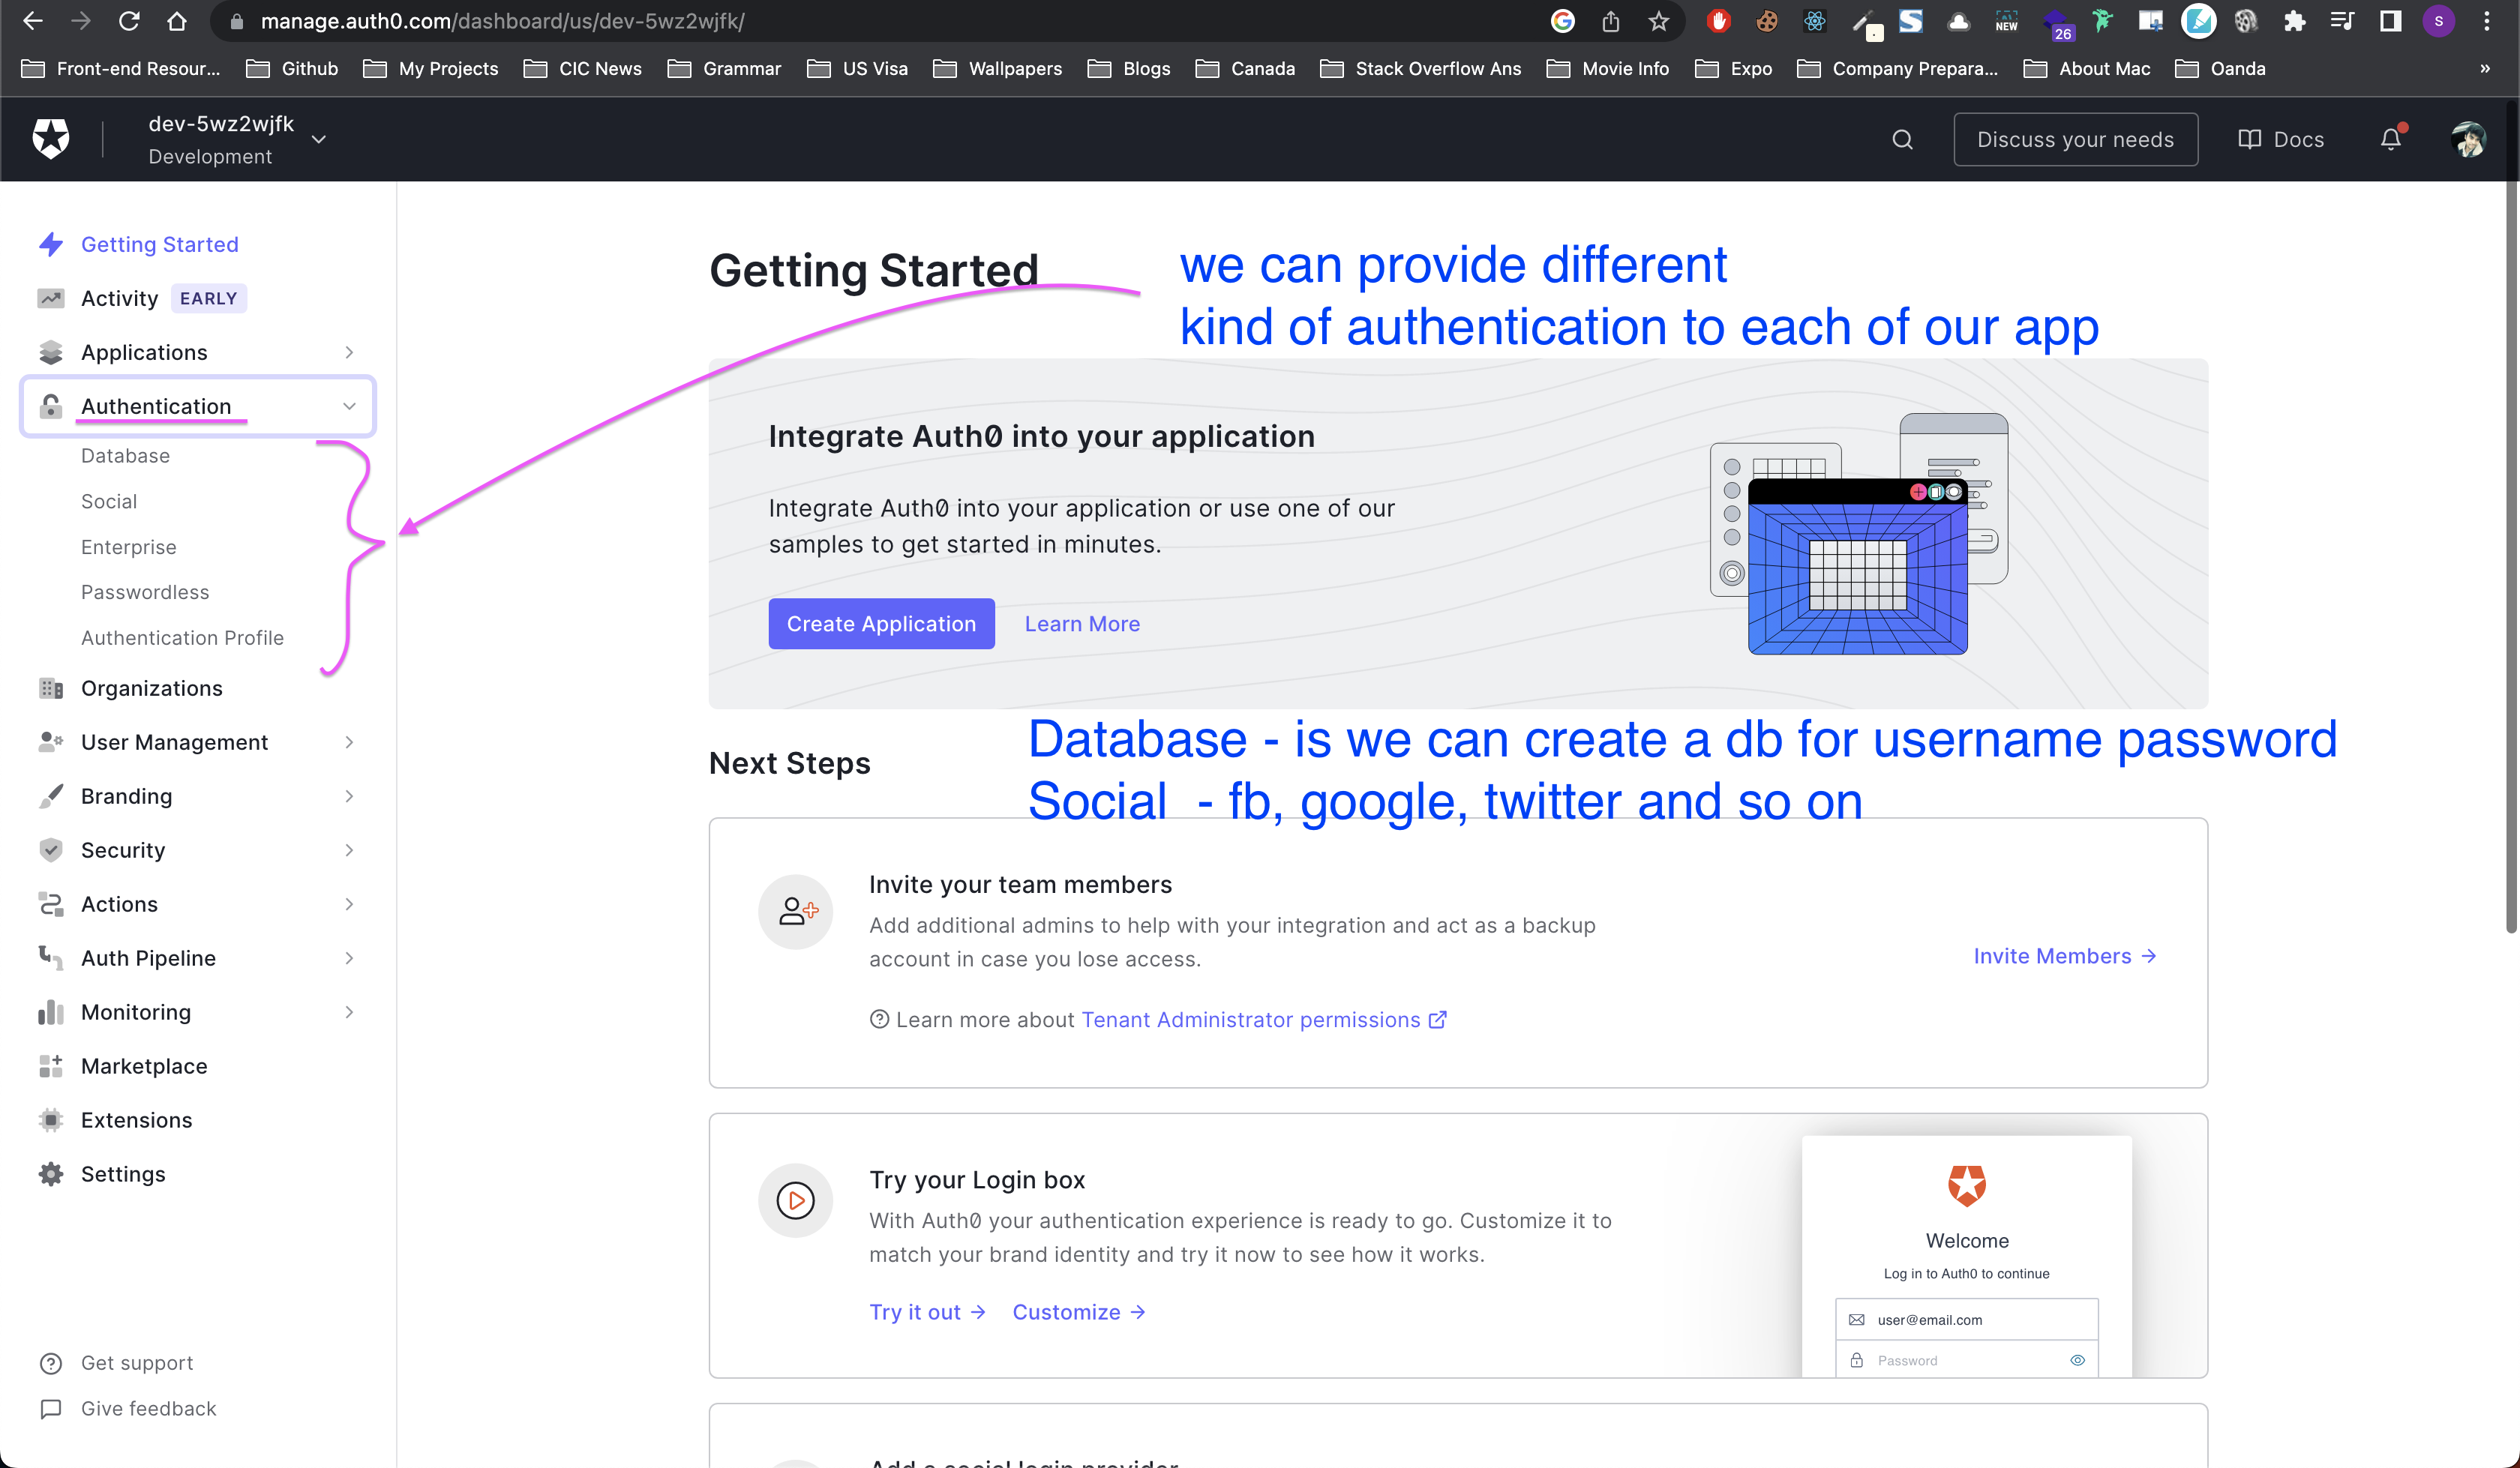 manage.auth0.com/dashboard/us/dev-5wz2wjfk/
NEW
26
S
Front-end Resour...
Github
My Projects
CIC News
Grammar
US Visa
Wallpapers
Blogs
Canada
Stack Overflow Ans
Movie Info
Expo
Company Prepara...
About Mac
Oanda
»
dev-5wz2wjfk
Development
Discuss your needs
Docs
Getting Started
Activity EARLY
Applications
Authentication
Database
Social
Enterprise
Passwordless
Authentication Profile
Organizations
User Management
Branding
Security
Actions
Auth Pipeline
Monitoring
Marketplace
Extensions
Settings
Get support
Give feedback
Getting Started
we can provide different
kind of authentication to each of our app
Integrate Auth0 into your application
Integrate Auth0 into your application or use one of our
samples to get started in minutes.
Create Application
Learn More
Database - is we can create a db for username password
Social - fb, google, twitter and so on
Next Steps
Invite your team members
Add additional admins to help with your integration and act as a backup
account in case you lose access.
Learn more about Tenant Administrator permissions
Invite Members →
Try your Login box
With Auth0 your authentication experience is ready to go. Customize it to
match your brand identity and try it now to see how it works.
Try it out →
Customize →
Welcome
Log in to Auth0 to continue
user@email.com
Password
Add a social login provider